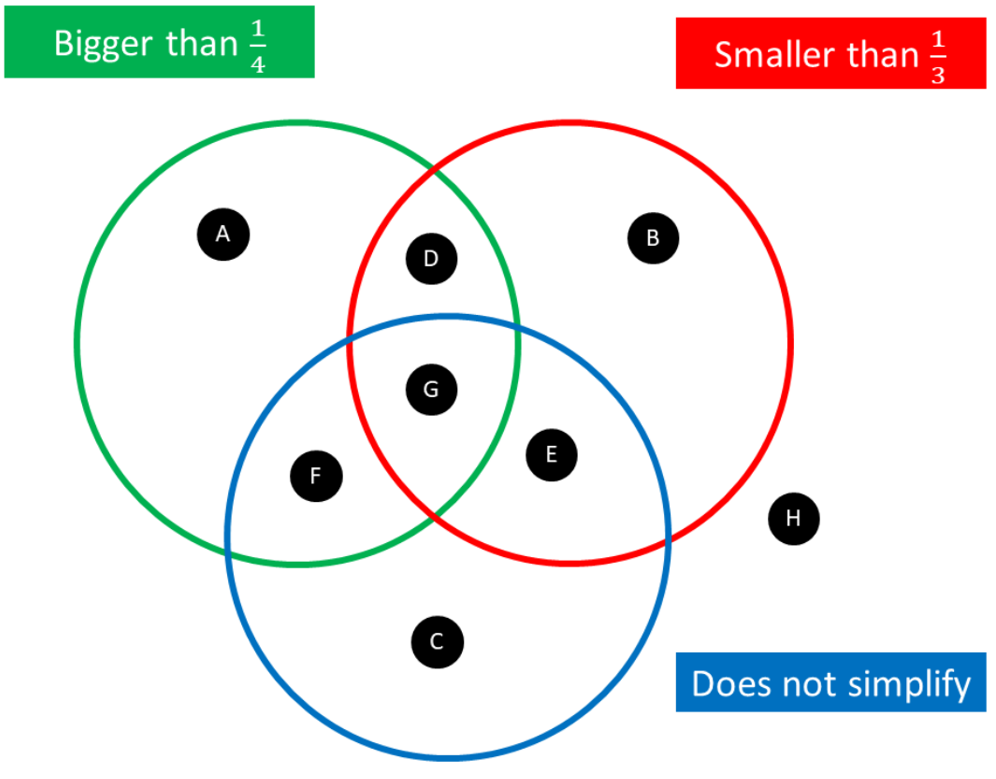 Bigger than 1/4
Smaller than 1/3
A
D
B
G
F
E
H
C
Does not simplify